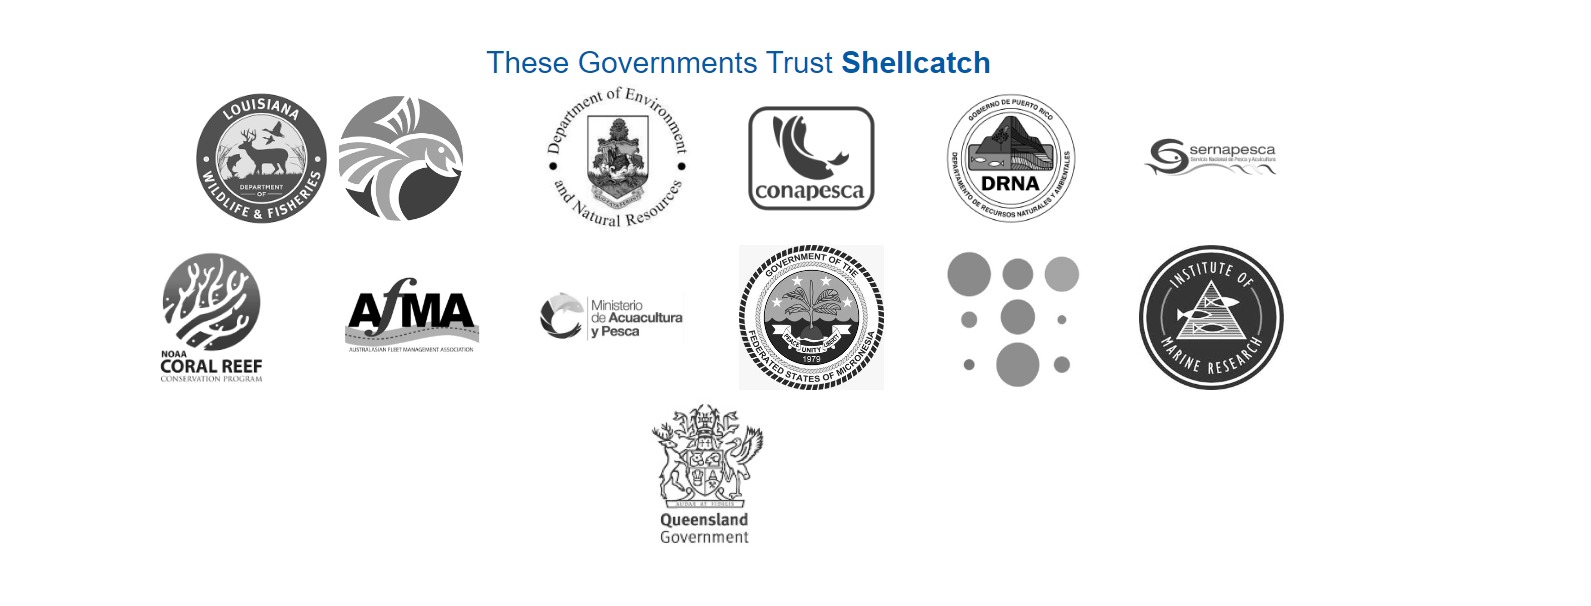 These Governments Trust Shellcatch
LOUISIANA
DEPARTMENT
OF
WILDLIFE & FISHERIES
Department of Environment
and Natural Resources
conapesca
GOBIERNO DE PUERTO RICO
DRNA
DEPARTAMENTO DE RECURSOS NATURALES Y AMBIENTALES
sernapesca
Servicio Nacional de Pesca y Acuicultura
NOAA
CORAL REEF
CONSERVATION PROGRAM
AfMA
AUSTRALASIAN FLEET MANAGEMENT ASSOCIATION
Ministerio
de Acuacultura
y Pesca
GOVERNMENT OF THE
PEACE UNITY LIBERTY
1979
FEDERATED STATES OF MICRONESIA
INSTITUTE OF
MARINE RESEARCH
AUDAX AT FIDELIS
Queensland
Government